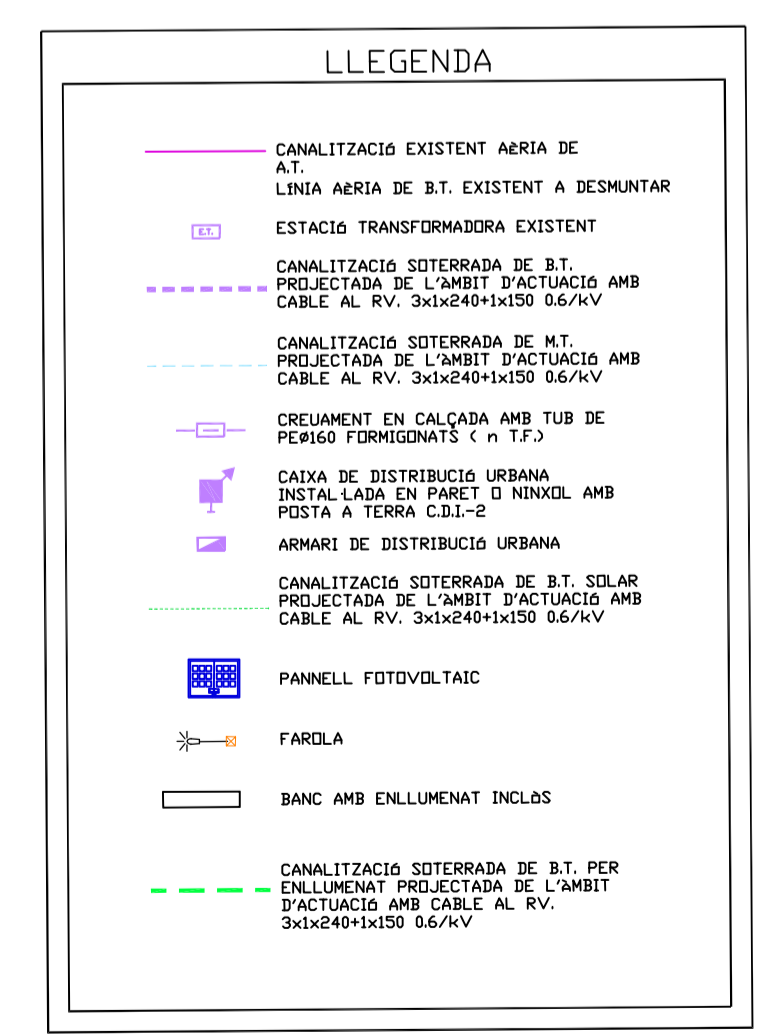 LLEGENDA
CANALITZACIó EXISTENT AèRIA DE
A.T.
LíNIA AèRIA DE B.T. EXISTENT A DESMUNTAR
E.T.
ESTACIó TRANSFORMADORA EXISTENT
CANALITZACIó SOTERRADA DE B.T.
PROJECTADA DE L'àMBIT D'ACTUACIó AMB
CABLE AL RV. 3x1x240+1x150 0.6/kV
CANALITZACIó SOTERRADA DE M.T.
PROJECTADA DE L'àMBIT D'ACTUACIó AMB
CABLE AL RV. 3x1x240+1x150 0.6/kV
CREUAMENT EN CALÇADA AMB TUB DE
PEø160 FORMIGONATS ( n T.F.)
CAIXA DE DISTRIBUCIó URBANA
INSTAL·LADA EN PARET O NINXOL AMB
POSTA A TERRA C.D.I.-2
ARMARI DE DISTRIBUCIó URBANA
CANALITZACIó SOTERRADA DE B.T. SOLAR
PROJECTADA DE L'àMBIT D'ACTUACIó AMB
CABLE AL RV. 3x1x240+1x150 0.6/kV
PANNELL FOTOVOLTAIC
FAROLA
BANC AMB ENLLUMENAT INCLòS
CANALITZACIó SOTERRADA DE B.T. PER
ENLLUMENAT PROJECTADA DE L'àMBIT
D'ACTUACIó AMB CABLE AL RV.
3x1x240+1x150 0.6/kV